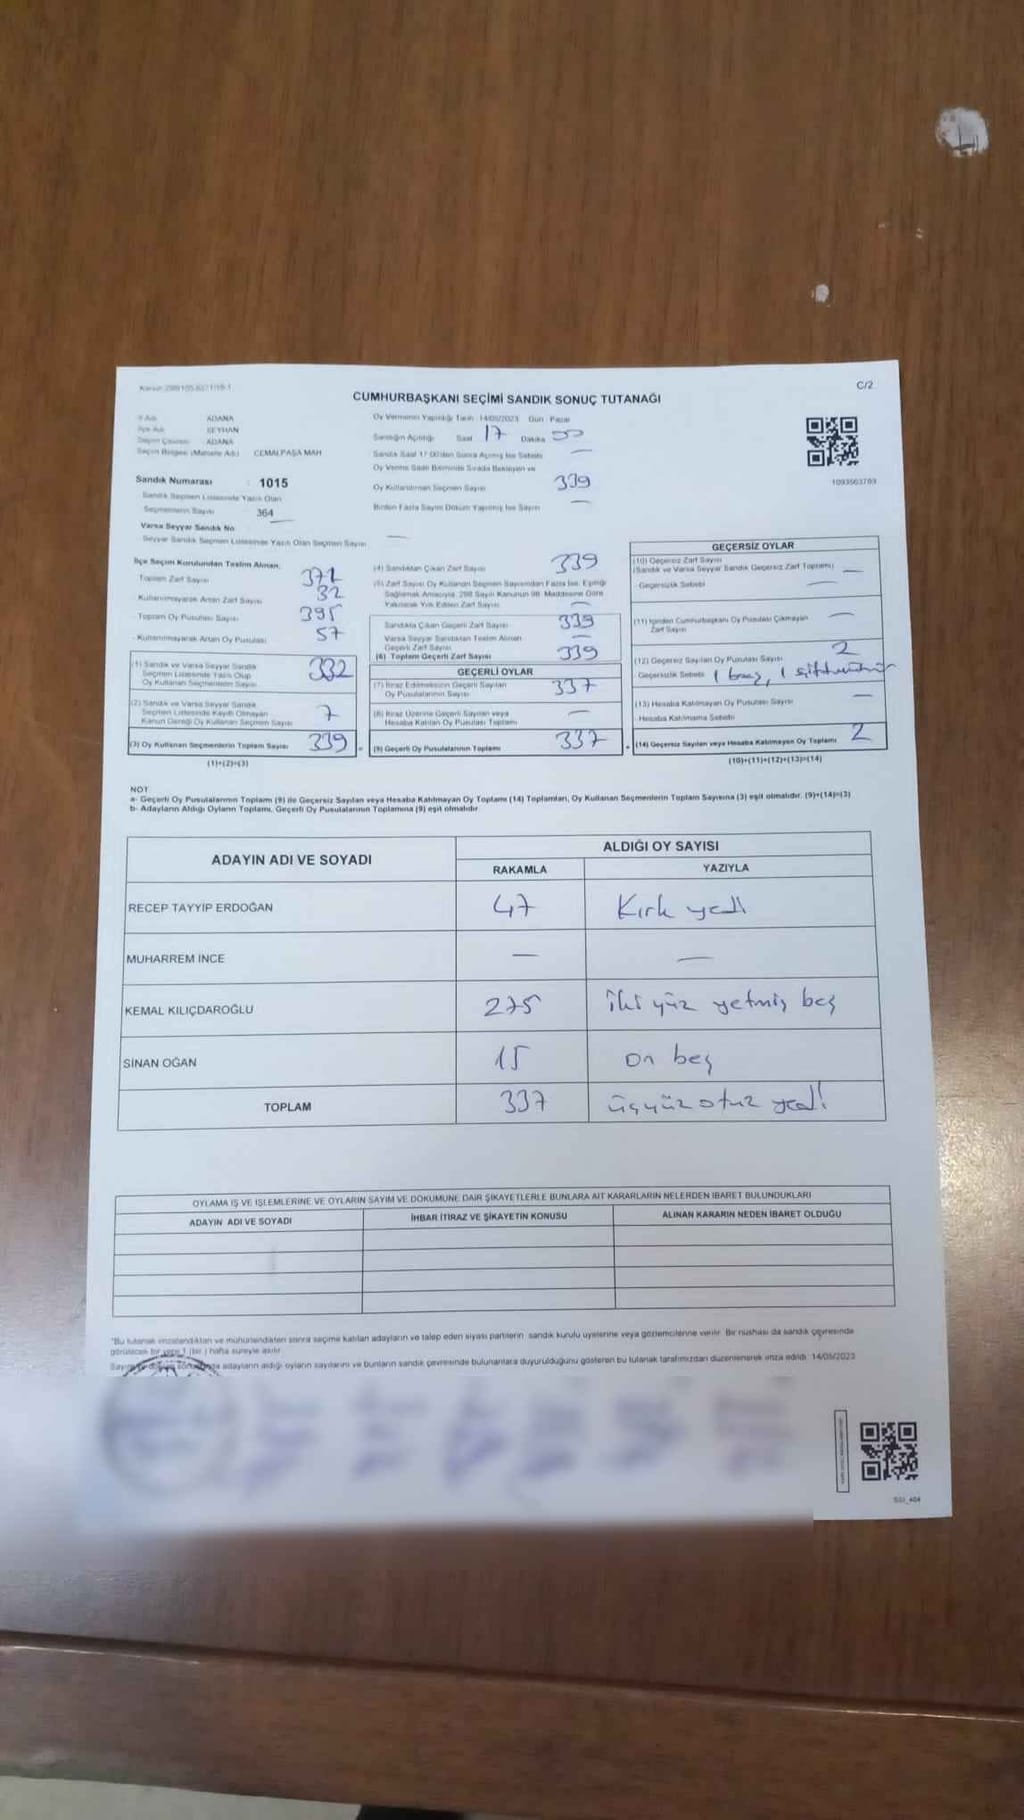 C/2
CUMHURBAŞKANI SEÇİMİ SANDIK SONUÇ TUTANAĞI
İl Adı: ADANA
İlçe Adı: SEYHAN
Seçim Çevresi: ADANA
Seçim Bölgesi (Mahalle Adı): CEMALPAŞA MAH
Sandık Numarası : 1015
Sandık Seçmen Listesinde Yazılı Olan
Seçmenlerin Sayısı 364
Varsa Seyyar Sandık No
Seyyar Sandık Seçmen Listesinde Yazılı Olan Seçmen Sayısı —
Oy Vermenin Yapıldığı Tarih: 14/05/2023 Gün: Pazar
Sandığın Açıldığı Saat 17 Dakika
Sandık Saat 17:00'den Sonra Açılmış İse Sebebi —
Oy Verme Saati Bitiminde Sırada Bekleyen ve
Oy Kullandırılan Seçmen Sayısı 339
Birden Fazla Sayım Döküm Yapılmış İse Sayısı —
1093563703
İlçe Seçim Kurulundan Teslim Alınan;
Toplam Zarf Sayısı 371
Kullanılmayarak Artan Zarf Sayısı 32
Toplam Oy Pusulası Sayısı 395
Kullanılmayarak Artan Oy Pusulası 57
(1) Sandık ve Varsa Seyyar Sandık
Seçmen Listesinde Yazılı Olup
Oy Kullanan Seçmenlerin Sayısı 332
(2) Sandık ve Varsa Seyyar Sandık
Seçmen Listesinde Kaydı Olmayan
Kanun Gereği Oy Kullanan Seçmen Sayısı 7
(3) Oy Kullanan Seçmenlerin Toplam Sayısı 339
(1)+(2)=(3)
(4) Sandıktan Çıkan Zarf Sayısı 339
(5) Zarf Sayısı Oy Kullanan Seçmen Sayısından Fazla İse, Eşitliği
Sağlamak Amacıyla, 298 Sayılı Kanunun 98. Maddesine Göre
Yakılarak Yok Edilen Zarf Sayısı —
Sandıkta Çıkan Geçerli Zarf Sayısı 339
Varsa Seyyar Sandıktan Teslim Alınan
Geçerli Zarf Sayısı —
(6) Toplam Geçerli Zarf Sayısı 339
GEÇERLİ OYLAR
(7) İtiraz Edilmeksizin Geçerli Sayılan
Oy Pusulalarının Sayısı 337
(8) İtiraz Üzerine Geçerli Sayılan veya
Hesaba Katılan Oy Pusulası Toplamı —
(9) Geçerli Oy Pusulalarının Toplamı 337
GEÇERSİZ OYLAR
(10) Geçersiz Zarf Sayısı
(Sandık ve Varsa Seyyar Sandık Geçersiz Zarf Toplamı) —
Geçersizlik Sebebi —
(11) İçinden Cumhurbaşkanı Oy Pusulası Çıkmayan
Zarf Sayısı —
(12) Geçersiz Sayılan Oy Pusulası Sayısı 2
Geçersizlik Sebebi 1 boş, 1
(13) Hesaba Katılmayan Oy Pusulası Sayısı —
Hesaba Katılmama Sebebi
(14) Geçersiz Sayılan veya Hesaba Katılmayan Oy Toplamı 2
(10)+(11)+(12)+(13)=(14)
NOT
a- Geçerli Oy Pusulalarının Toplamı (9) ile Geçersiz Sayılan veya Hesaba Katılmayan Oy Toplamı (14) Toplamları, Oy Kullanan Seçmenlerin Toplam Sayısına (3) eşit olmalıdır. (9)+(14)=(3)
b- Adayların Aldığı Oyların Toplamı, Geçerli Oy Pusulalarının Toplamına (9) eşit olmalıdır.
ADAYIN ADI VE SOYADI
ALDIĞI OY SAYISI
RAKAMLA YAZIYLA
RECEP TAYYİP ERDOĞAN 47 Kırk yedi
MUHARREM İNCE — —
KEMAL KILIÇDAROĞLU 275 iki yüz yetmiş beş
SİNAN OĞAN 15 on beş
TOPLAM 337 üçyüz otuz yedi
OYLAMA İŞ VE İŞLEMLERİNE VE OYLARIN SAYIM VE DÖKÜMÜNE DAİR ŞİKAYETLERLE BUNLARA AİT KARARLARIN NELERDEN İBARET BULUNDUKLARI
ADAYIN ADI VE SOYADI İHBAR İTİRAZ VE ŞİKAYETİN KONUSU ALINAN KARARIN NEDEN İBARET OLDUĞU
*Bu tutanak imzalandıktan ve mühürlendikten sonra seçime katılan adayların ve talep eden siyasi partilerin sandık kurulu üyelerine veya gözlemcilerine verilir. Bir nüshası da sandık çevresinde
görülecek bir yere 1 (bir) hafta süreyle asılır.
Sayım ve döküm sonucunda adayların aldığı oyların sayılarını ve bunların sandık çevresinde bulunanlara duyurulduğunu gösteren bu tutanak tarafımızdan düzenlenerek imza edildi. 14/05/2023